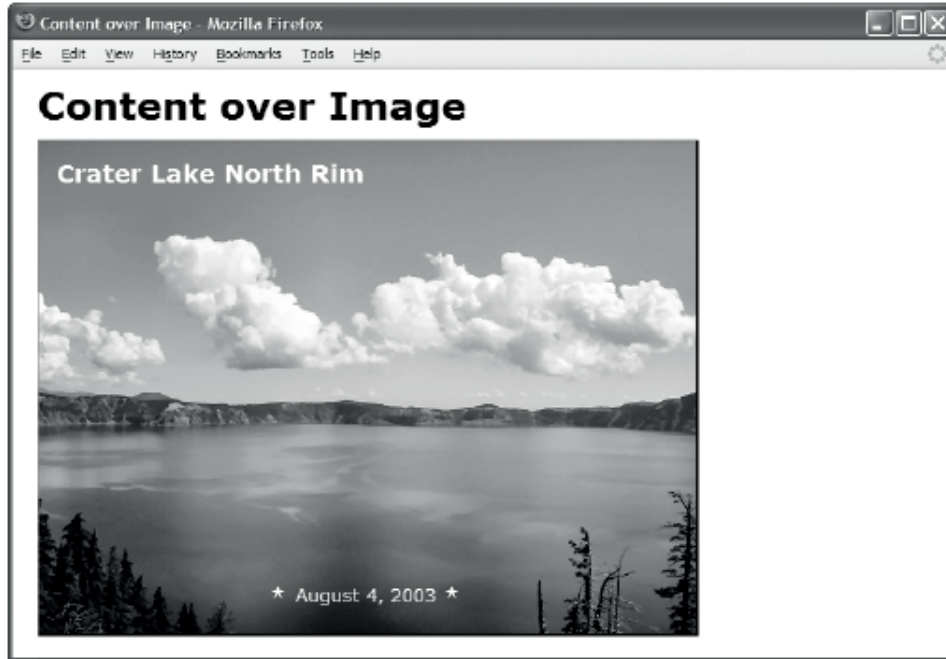 Content over Image - Mozilla Firefox
File Edit View History Bookmarks Tools Help
Content over Image
Crater Lake North Rim
* August 4, 2003 *